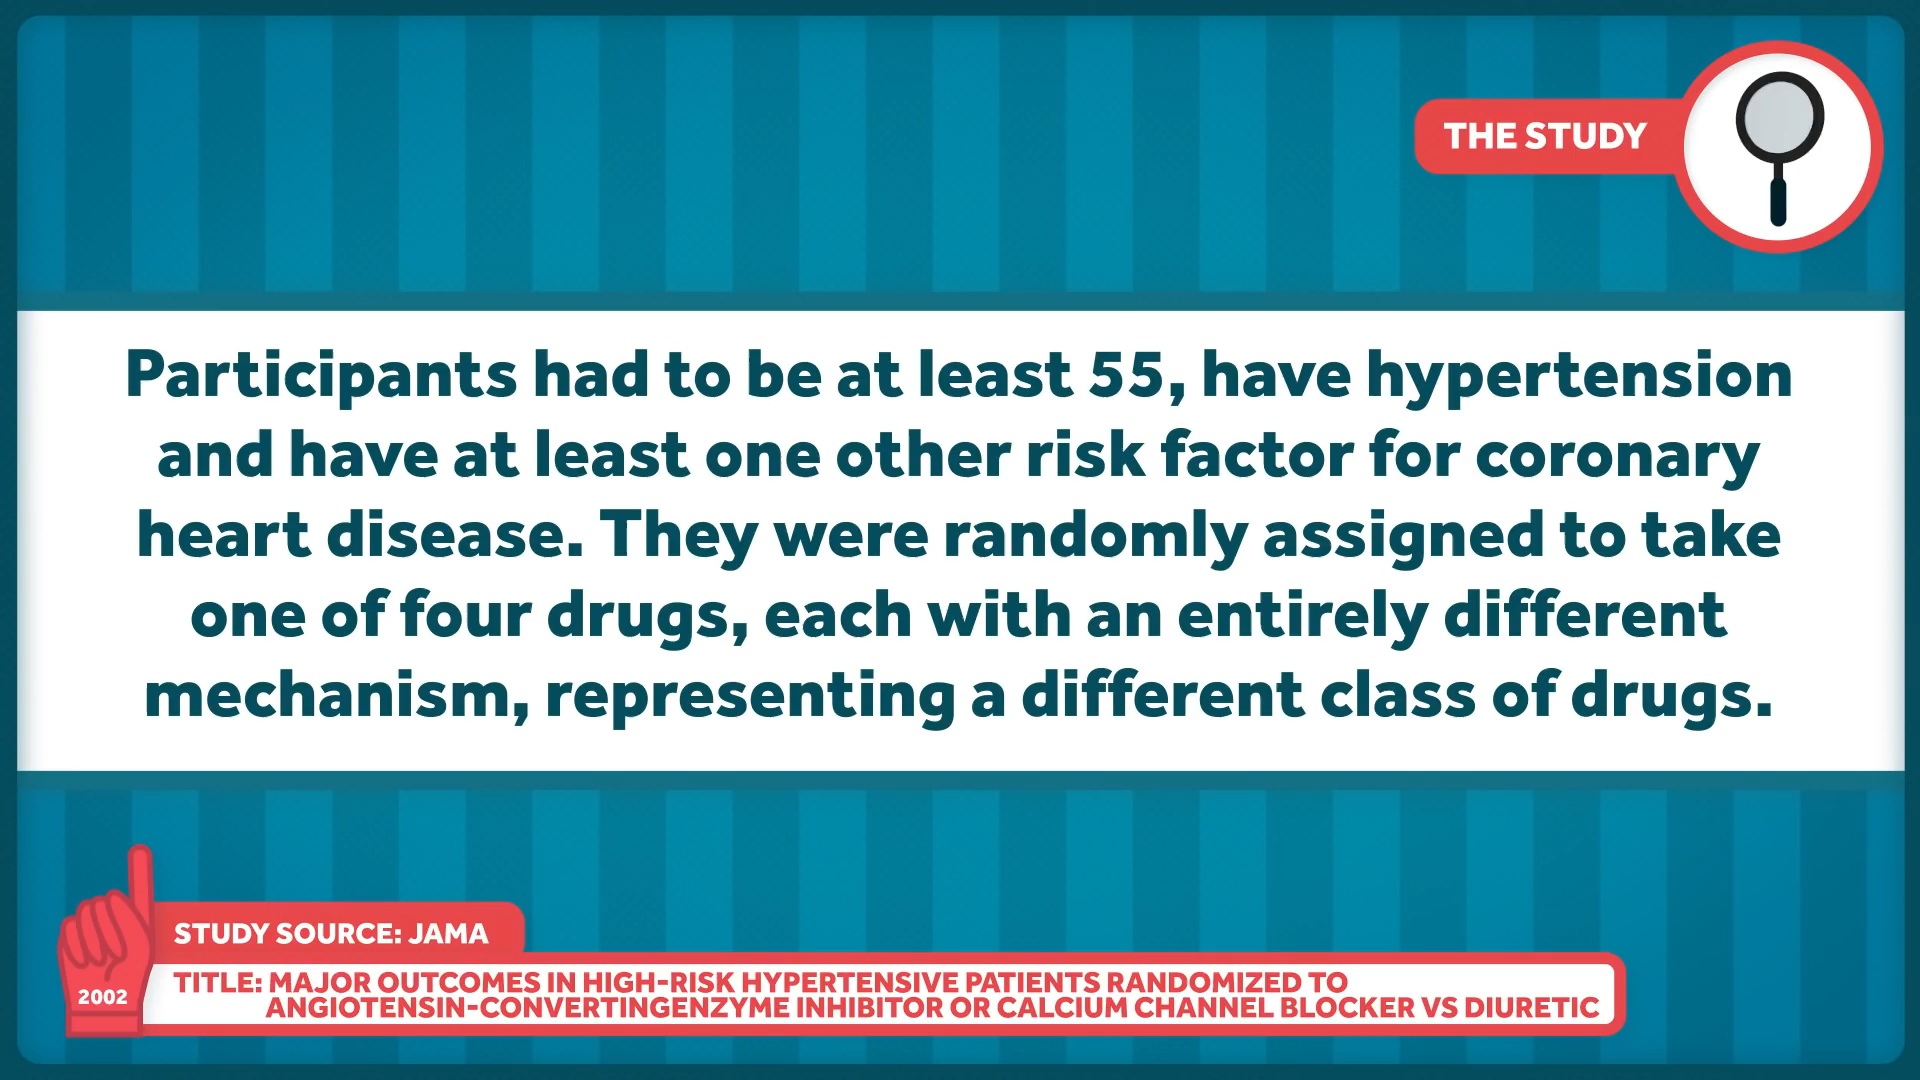 THE STUDY
Participants had to be at least 55, have hypertension
and have at least one other risk factor for coronary
heart disease. They were randomly assigned to take
one of four drugs, each with an entirely different
mechanism, representing a different class of drugs.
STUDY SOURCE: JAMA
2002
TITLE: MAJOR OUTCOMES IN HIGH-RISK HYPERTENSIVE PATIENTS RANDOMIZED TO
ANGIOTENSIN-CONVERTINGENZYME INHIBITOR OR CALCIUM CHANNEL BLOCKER VS DIURETIC